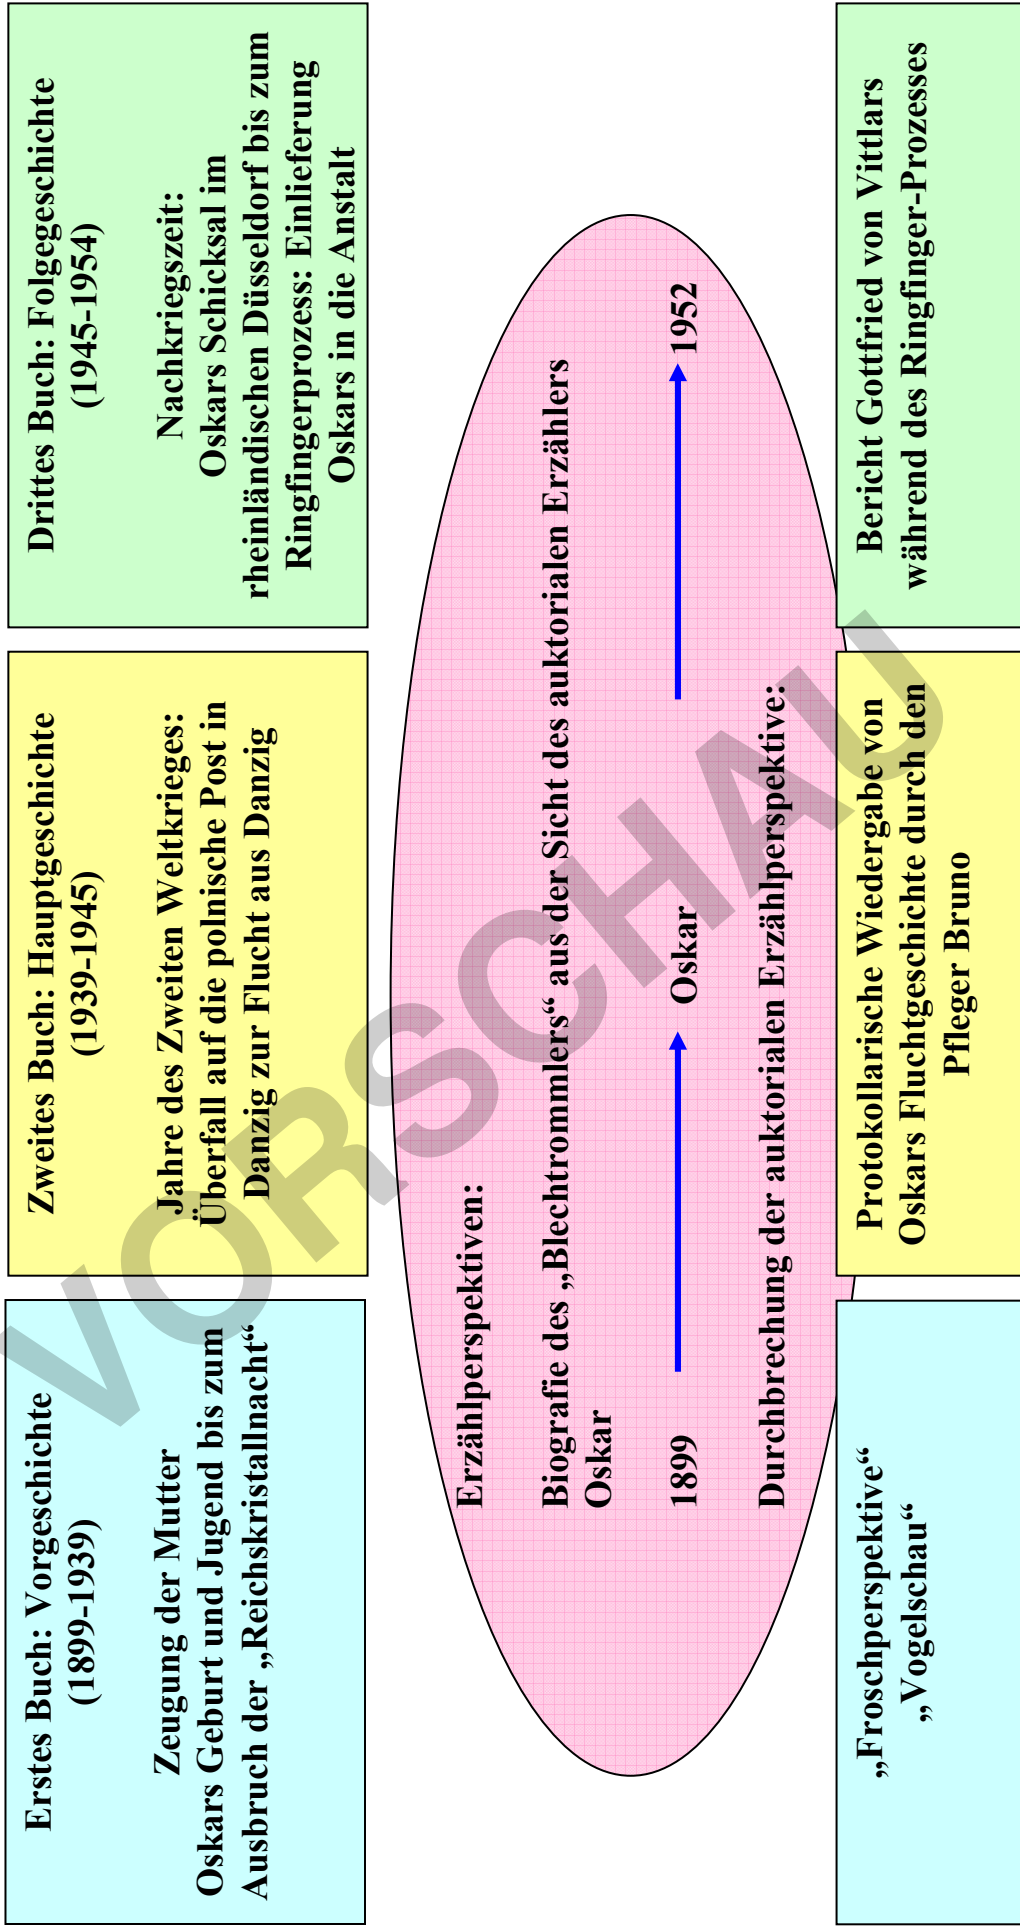 Erstes Buch: Vorgeschichte
(1899-1939)
Zeugung der Mutter
Oskars Geburt und Jugend bis zum
Ausbruch der „Reichskristallnacht“
Zweites Buch: Hauptgeschichte
(1939-1945)
Jahre des Zweiten Weltkrieges:
Überfall auf die polnische Post in
Danzig zur Flucht aus Danzig
Drittes Buch: Folgegeschichte
(1945-1954)
Nachkriegszeit:
Oskars Schicksal im
rheinländischen Düsseldorf bis zum
Ringfingerprozess: Einlieferung
Oskars in die Anstalt
Erzählperspektiven:
Biografie des „Blechtrommlers“ aus der Sicht des auktorialen Erzählers
Oskar
1899 Oskar 1952
Durchbrechung der auktorialen Erzählperspektive:
„Froschperspektive“
„Vogelschau“
Protokollarische Wiedergabe von
Oskars Fluchtgeschichte durch den
Pfleger Bruno
Bericht Gottfried von Vittlars
während des Ringfinger-Prozesses
VORSCHAU